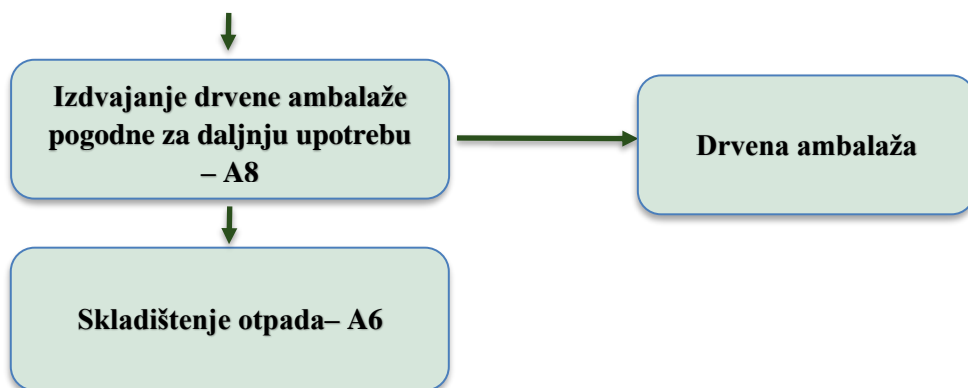 Izdvajanje drvene ambalaže
pogodne za daljnju upotrebu
– A8
Drvena ambalaža
Skladištenje otpada– A6